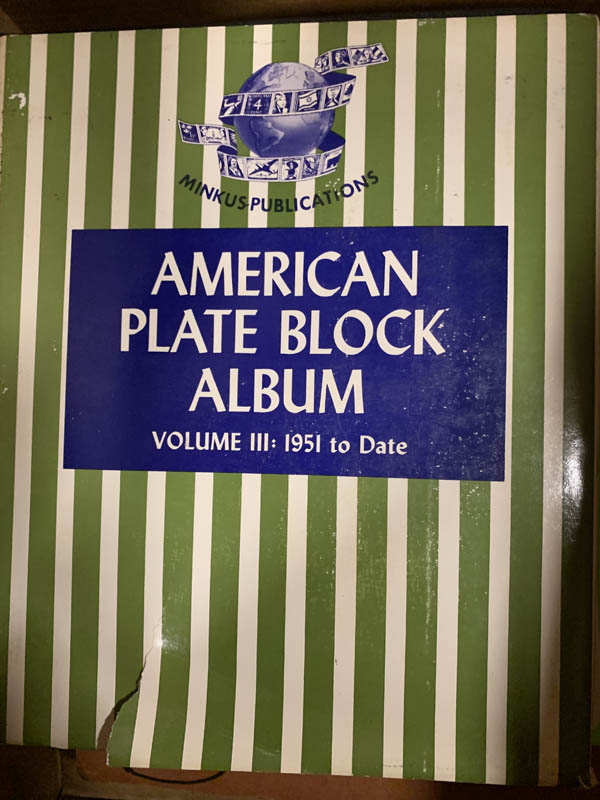 MINKUS-PUBLICATIONS
AMERICAN
PLATE BLOCK
ALBUM
VOLUME III: 1951 to Date